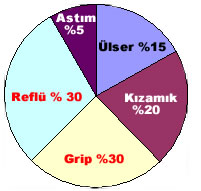 Astım
%5
Ülser %15
Kızamık
%20
Grip %30
Reflü % 30